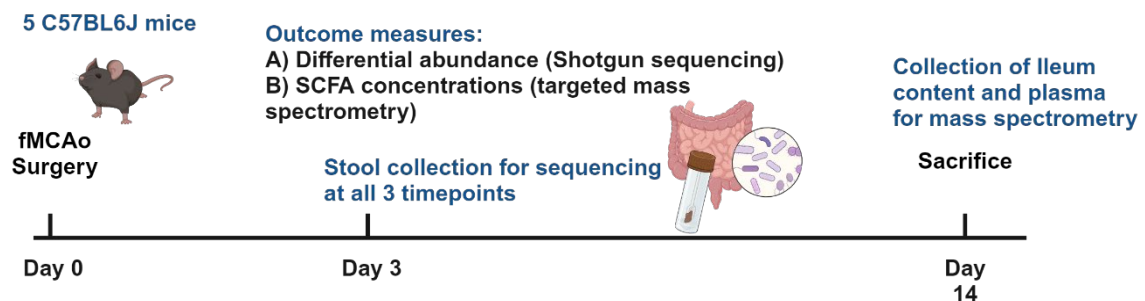 5 C57BL6J mice
fMCAo
Surgery
Outcome measures:
A) Differential abundance (Shotgun sequencing)
B) SCFA concentrations (targeted mass
spectrometry)
Stool collection for sequencing
at all 3 timepoints
Collection of Ileum
content and plasma
for mass spectrometry
Sacrifice
Day 0
Day 3
Day
14